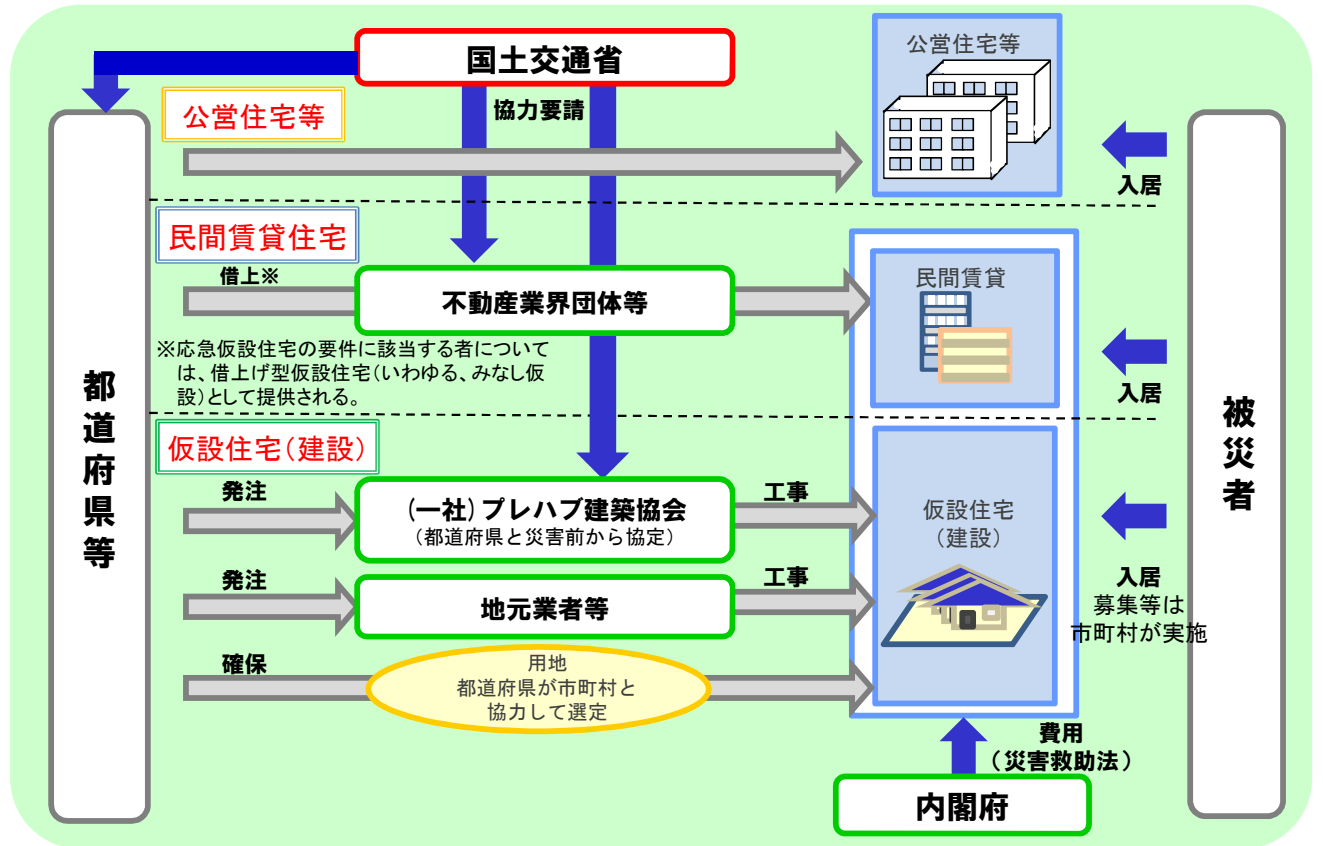 国土交通省
協力要請
都道府県等
公営住宅等
公営住宅等
入居
民間賃貸住宅
借上※
不動産業界団体等
民間賃貸
入居
※応急仮設住宅の要件に該当する者について
は、借上げ型仮設住宅(いわゆる、みなし仮
設)として提供される。
仮設住宅(建設)
発注
(一社)プレハブ建築協会
(都道府県と災害前から協定)
工事
仮設住宅
(建設)
発注
地元業者等
工事
入居
募集等は
市町村が実施
確保
用地
都道府県が市町村と
協力して選定
費用
(災害救助法)
内閣府
被災者